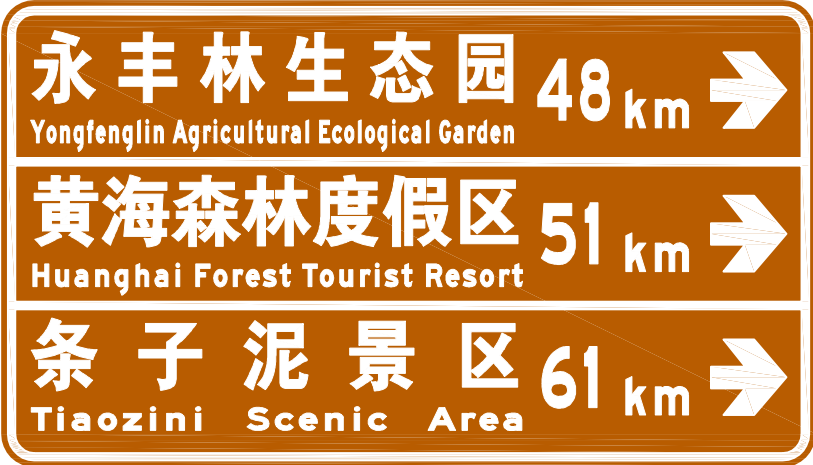 永丰林生态园 48 km
Yongfenglin Agricultural Ecological Garden
黄海森林度假区 51 km
Huanghai Forest Tourist Resort
条子泥景区 61 km
Tiaozini Scenic Area